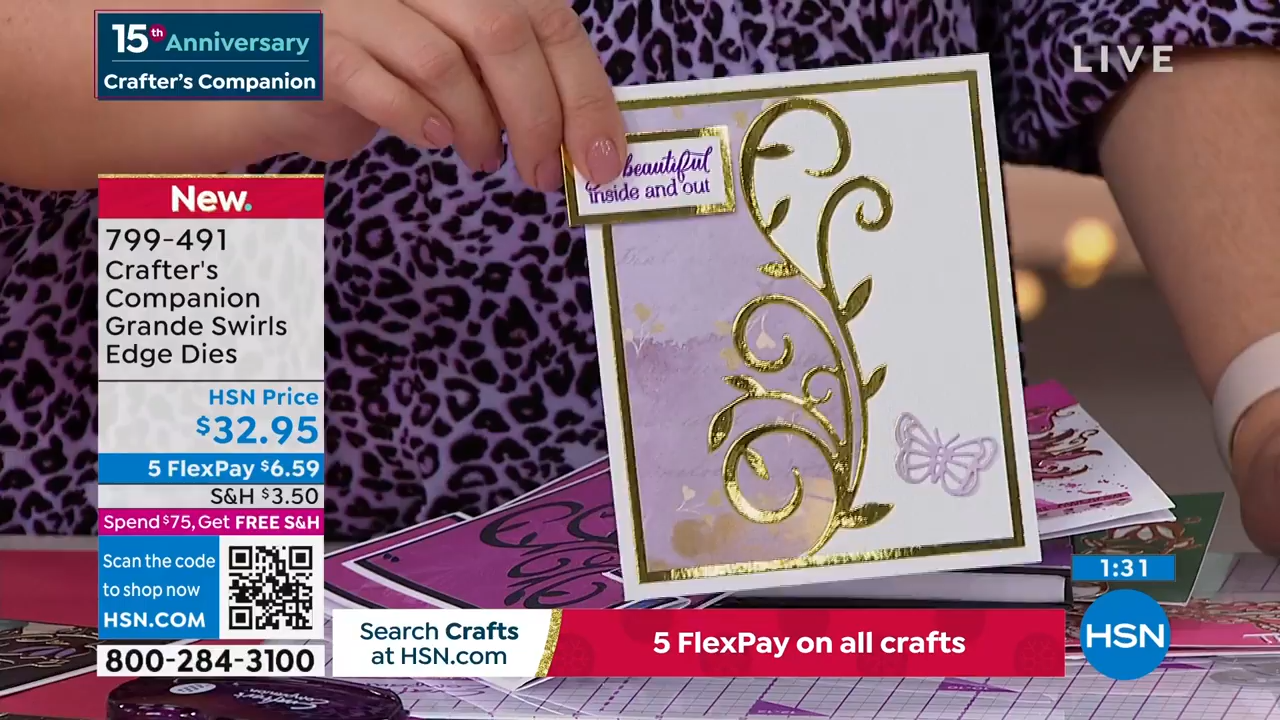 15th Anniversary
Crafter's Companion
LIVE
New.
799-491
Crafter's
Companion
Grande Swirls
Edge Dies
HSN Price
$32.95
5 FlexPay $6.59
S&H $3.50
Spend $75, Get FREE S&H
Scan the code
to shop now
HSN.COM
800-284-3100
beautiful
inside and out
Search Crafts
at HSN.com
5 FlexPay on all crafts
1:31
HSN
Crafter's
Companion